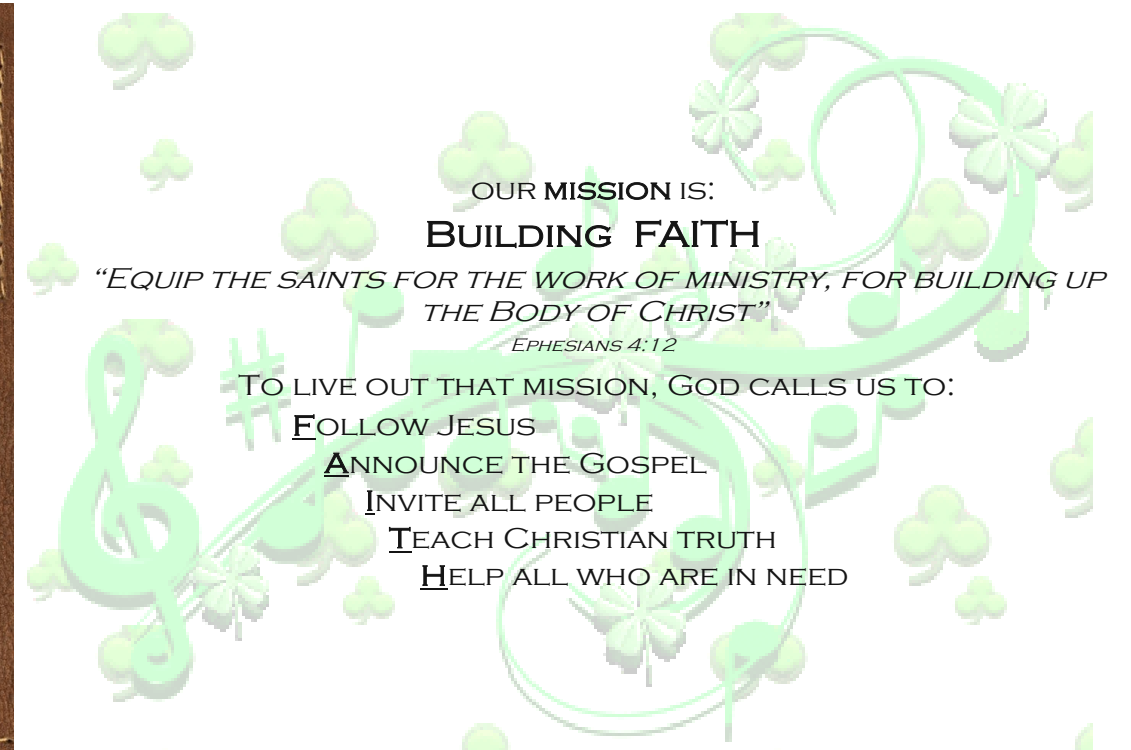 OUR MISSION IS:
BUILDING FAITH
“EQUIP THE SAINTS FOR THE WORK OF MINISTRY, FOR BUILDING UP
THE BODY OF CHRIST”
EPHESIANS 4:12
TO LIVE OUT THAT MISSION, GOD CALLS US TO:
FOLLOW JESUS
ANNOUNCE THE GOSPEL
INVITE ALL PEOPLE
TEACH CHRISTIAN TRUTH
HELP ALL WHO ARE IN NEED